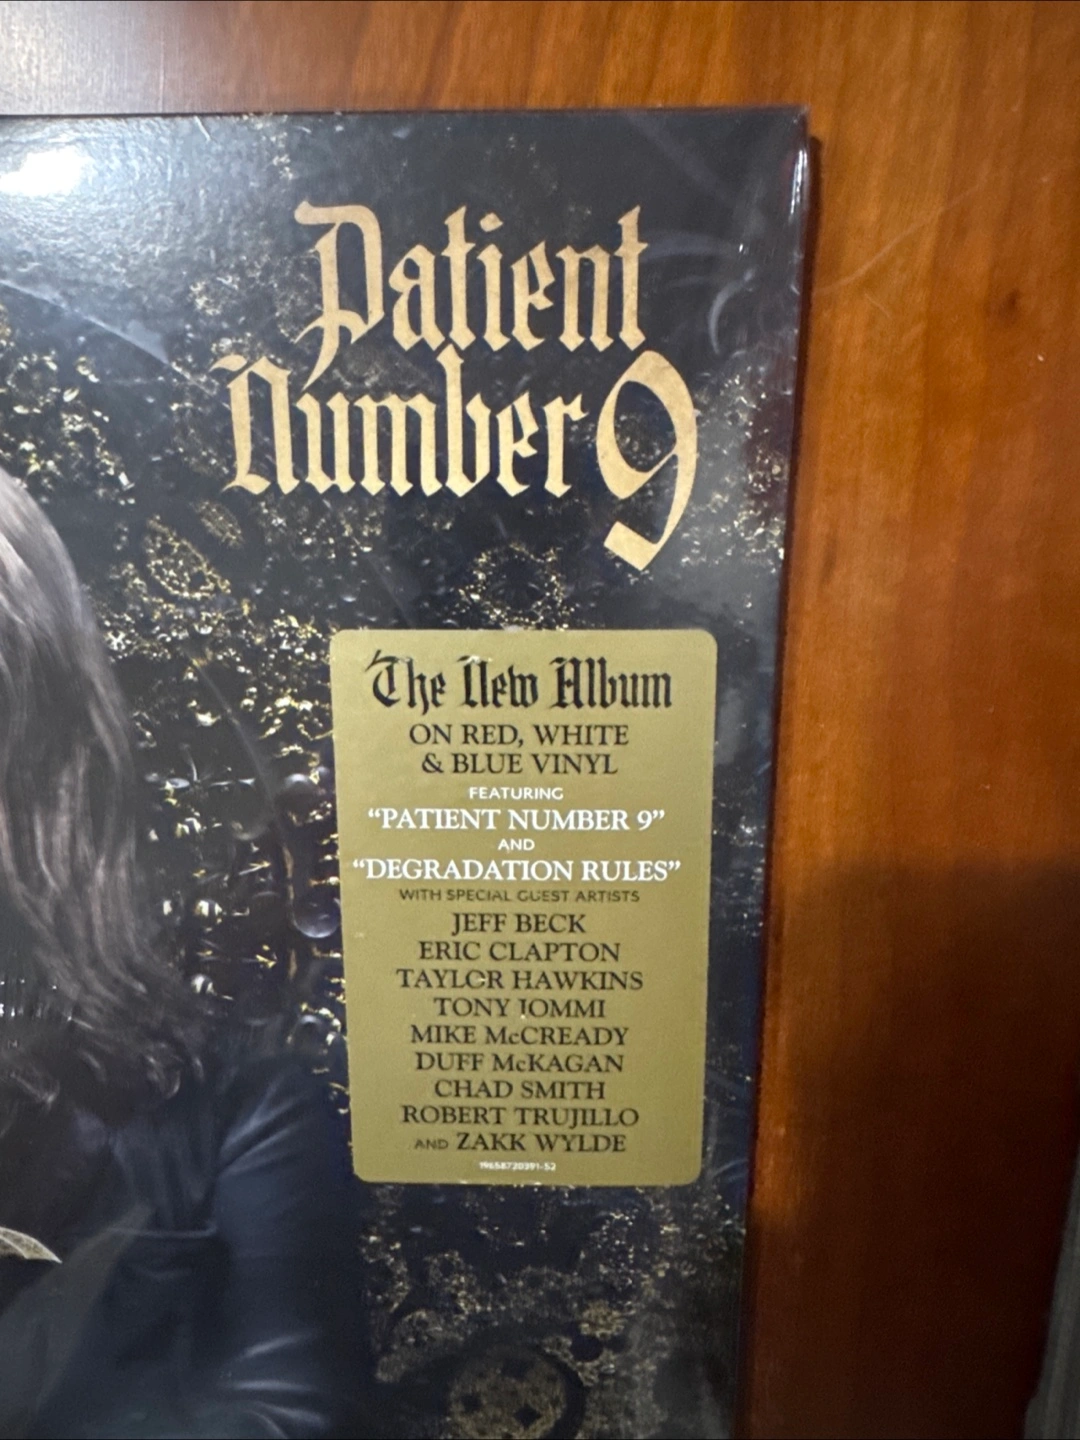 Patient
Number 9
The New Album
ON RED, WHITE
& BLUE VINYL
FEATURING
“PATIENT NUMBER 9”
AND
“DEGRADATION RULES”
WITH SPECIAL GUEST ARTISTS
JEFF BECK
ERIC CLAPTON
TAYLOR HAWKINS
TONY IOMMI
MIKE McCREADY
DUFF McKAGAN
CHAD SMITH
ROBERT TRUJILLO
AND ZAKK WYLDE
19658720391-S2